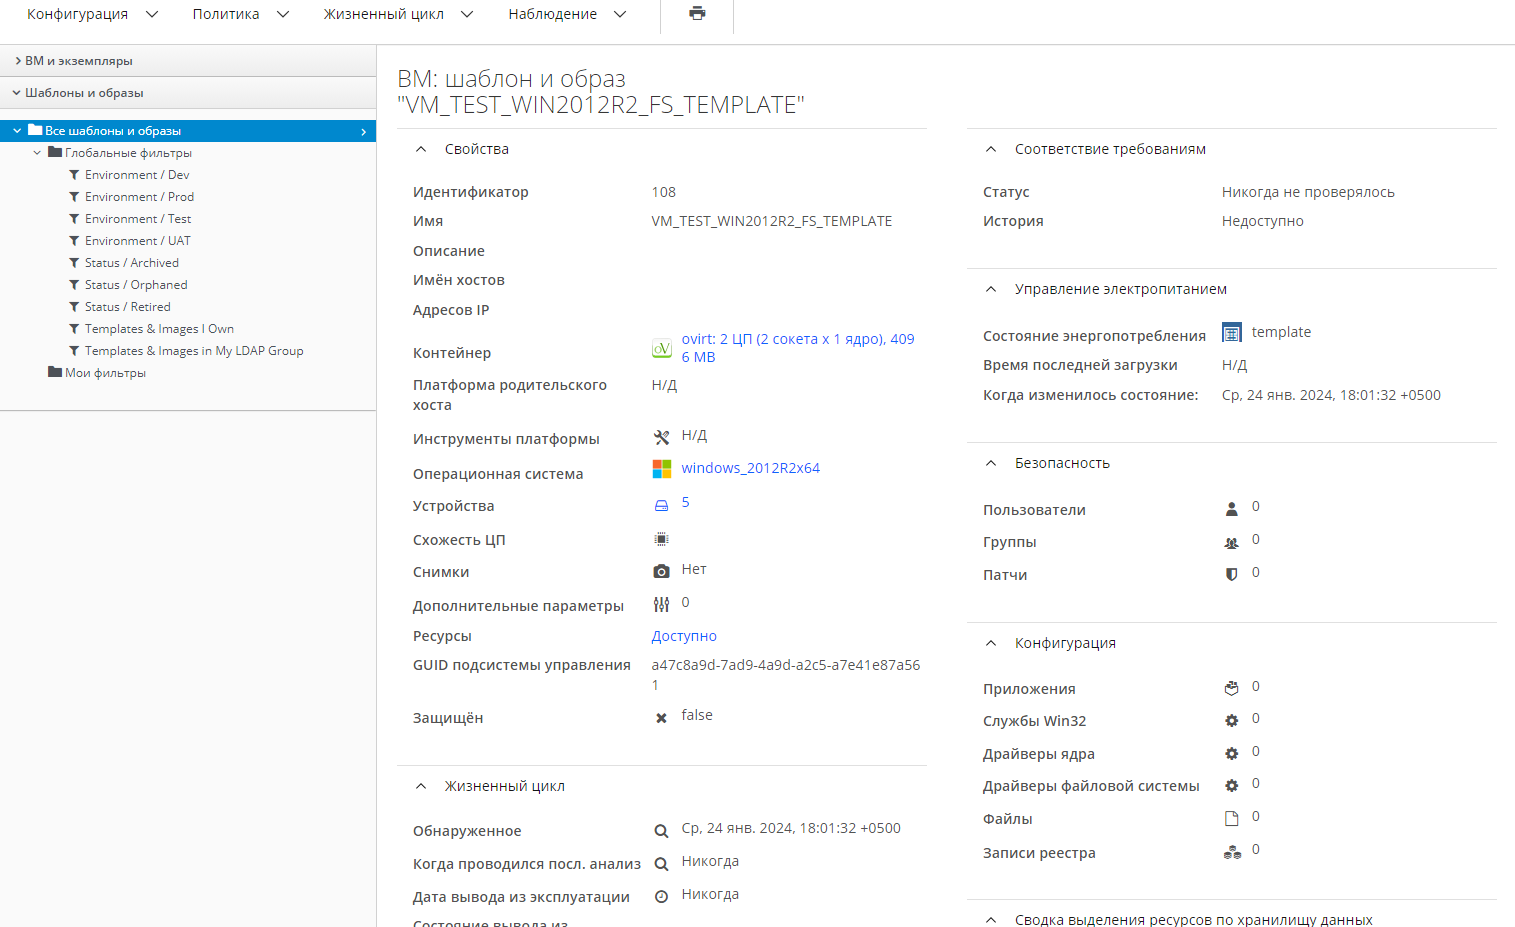 Конфигурация Политика Жизненный цикл Наблюдение
ВМ и экземпляры
Шаблоны и образы
Все шаблоны и образы
Глобальные фильтры
Environment / Dev
Environment / Prod
Environment / Test
Environment / UAT
Status / Archived
Status / Orphaned
Status / Retired
Templates & Images I Own
Templates & Images in My LDAP Group
Мои фильтры
ВМ: шаблон и образ
"VM_TEST_WIN2012R2_FS_TEMPLATE"
Свойства
Идентификатор 108
Имя VM_TEST_WIN2012R2_FS_TEMPLATE
Описание
Имён хостов
Адресов IP
Контейнер oV ovirt: 2 ЦП (2 сокета x 1 ядро), 409
6 MB
Платформа родительского Н/Д
хоста
Инструменты платформы Н/Д
Операционная система windows_2012R2x64
Устройства 5
Схожесть ЦП
Снимки Нет
Дополнительные параметры 0
Ресурсы Доступно
GUID подсистемы управления a47c8a9d-7ad9-4a9d-a2c5-a7e41e87a56
1
Защищён false
Жизненный цикл
Обнаруженное Ср, 24 янв. 2024, 18:01:32 +0500
Когда проводился посл. анализ Никогда
Дата вывода из эксплуатации Никогда
Состояние вывода из
Соответствие требованиям
Статус Никогда не проверялось
История Недоступно
Управление электропитанием
Состояние энергопотребления template
Время последней загрузки Н/Д
Когда изменилось состояние: Ср, 24 янв. 2024, 18:01:32 +0500
Безопасность
Пользователи 0
Группы 0
Патчи 0
Конфигурация
Приложения 0
Службы Win32 0
Драйверы ядра 0
Драйверы файловой системы 0
Файлы 0
Записи реестра 0
Сводка выделения ресурсов по хранилищу данных